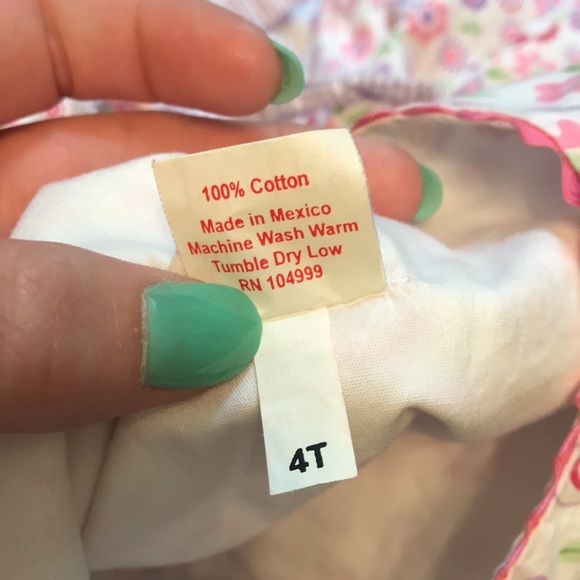 100% Cotton
Made in Mexico
Machine Wash Warm
Tumble Dry Low
RN 104999
4T